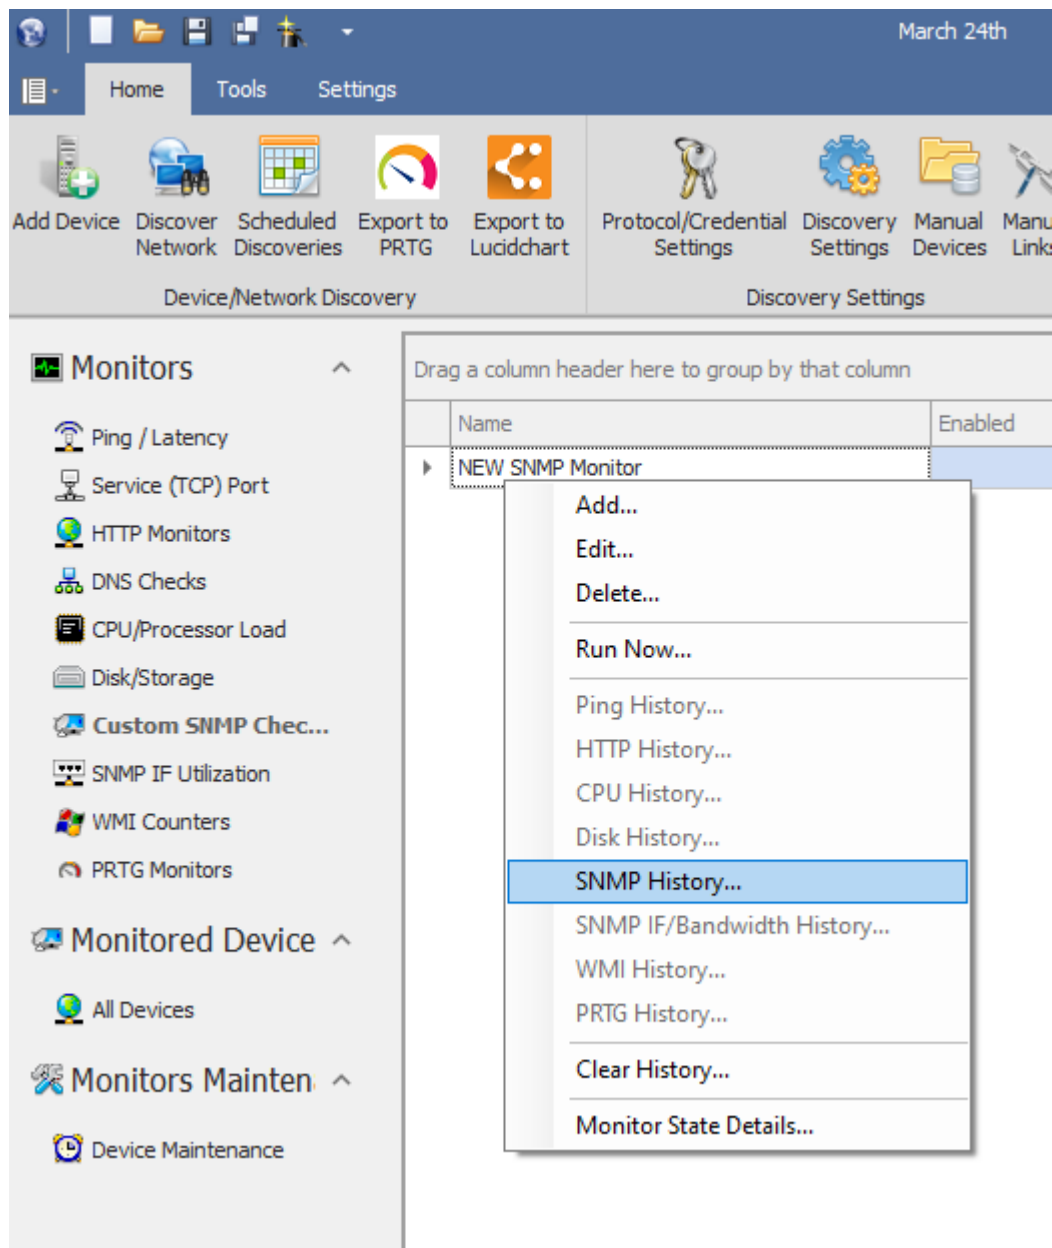 March 24th
Home Tools Settings
Add Device Discover Scheduled Export to Export to Protocol/Credential Discovery Manual
Network Discoveries PRTG Lucidchart Settings Settings Devices
Device/Network Discovery Discovery Settings
Monitors
Ping / Latency
Service (TCP) Port
HTTP Monitors
DNS Checks
CPU/Processor Load
Disk/Storage
Custom SNMP Chec...
SNMP IF Utilization
WMI Counters
PRTG Monitors
Monitored Device
All Devices
Monitors Mainten
Device Maintenance
Drag a column header here to group by that column
Name Enabled
NEW SNMP Monitor
Add...
Edit...
Delete...
Run Now...
Ping History...
HTTP History...
CPU History...
Disk History...
SNMP History...
SNMP IF/Bandwidth History...
WMI History...
PRTG History...
Clear History...
Monitor State Details...